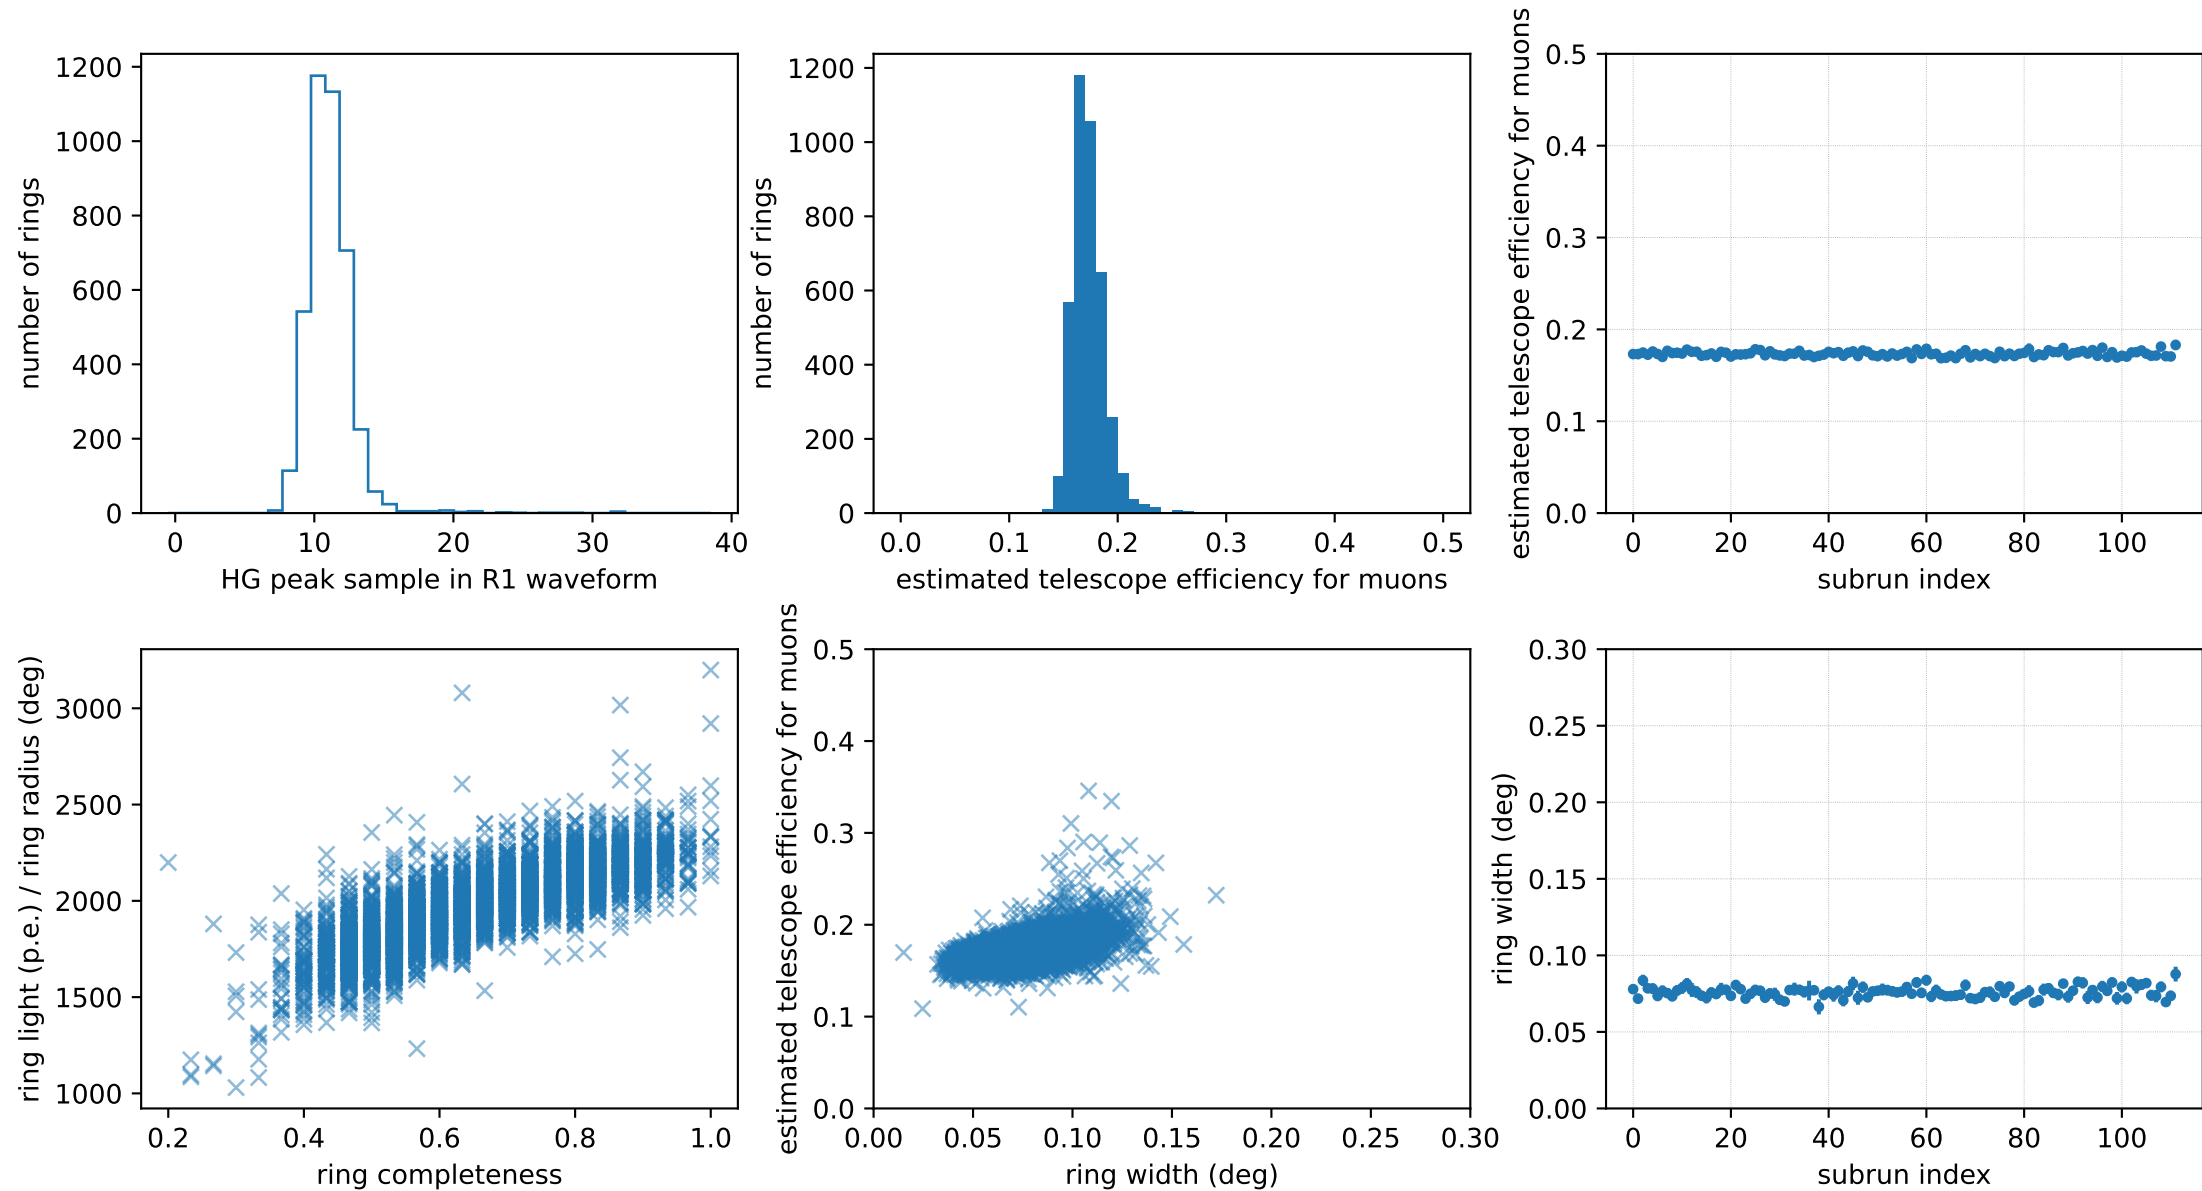 number of rings
1200
1000
800
600
400
200
0
0 10 20 30 40
HG peak sample in R1 waveform
number of rings
1200
1000
800
600
400
200
0
0.0 0.1 0.2 0.3 0.4 0.5
estimated telescope efficiency for muons
estimated telescope efficiency for muons
0.5
0.4
0.3
0.2
0.1
0.0
0 20 40 60 80 100
subrun index
ring light (p.e.) / ring radius (deg)
3000
2500
2000
1500
1000
0.2 0.4 0.6 0.8 1.0
ring completeness
estimated telescope efficiency for muons
0.5
0.4
0.3
0.2
0.1
0.0
0.00 0.05 0.10 0.15 0.20 0.25 0.30
ring width (deg)
ring width (deg)
0.30
0.25
0.20
0.15
0.10
0.05
0.00
0 20 40 60 80 100
subrun index